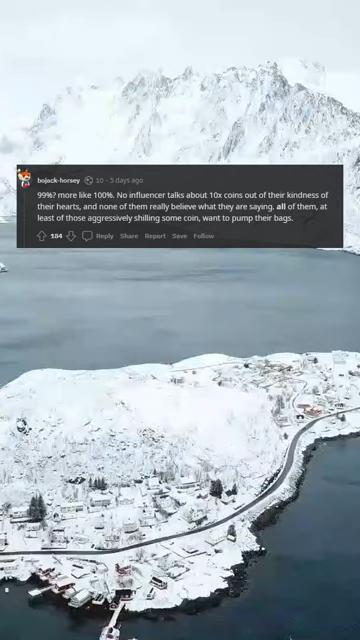 bojack-horsey 10 · 5 days ago
99%? more like 100%. No influencer talks about 10x coins out of their kindness of
their hearts, and none of them really believe what they are saying. all of them, at
least of those aggressively shilling some coin, want to pump their bags.
184 Reply Share Report Save Follow